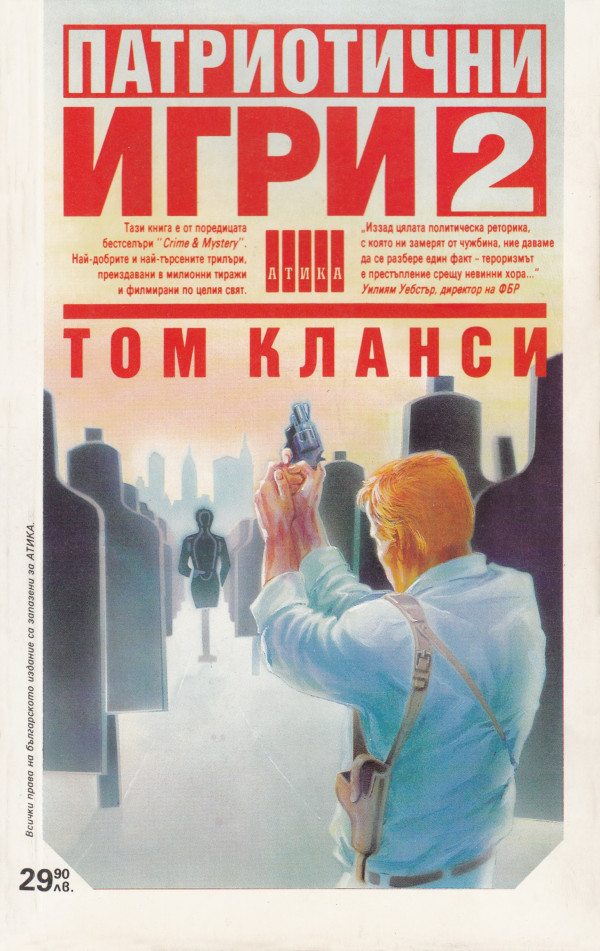 ПАТРИОТИЧНИ
ИГРИ 2
Тази книга е от поредицата
бестселъри "Crime & Mystery".
Най-добрите и най-търсените трилъри,
преиздавани в милионни тиражи
и филмирани по целия свят.
АТИКА
„Иззад цялата политическа реторика,
с която ни замерят от чужбина, ние даваме
да се разбере един факт – тероризмът
е престъпление срещу невинни хора...“
Уилиям Уебстър, директор на ФБР
ТОМ КЛАНСИ
Всички права на българското издание са запазени за АТИКА.
29 90
лв.